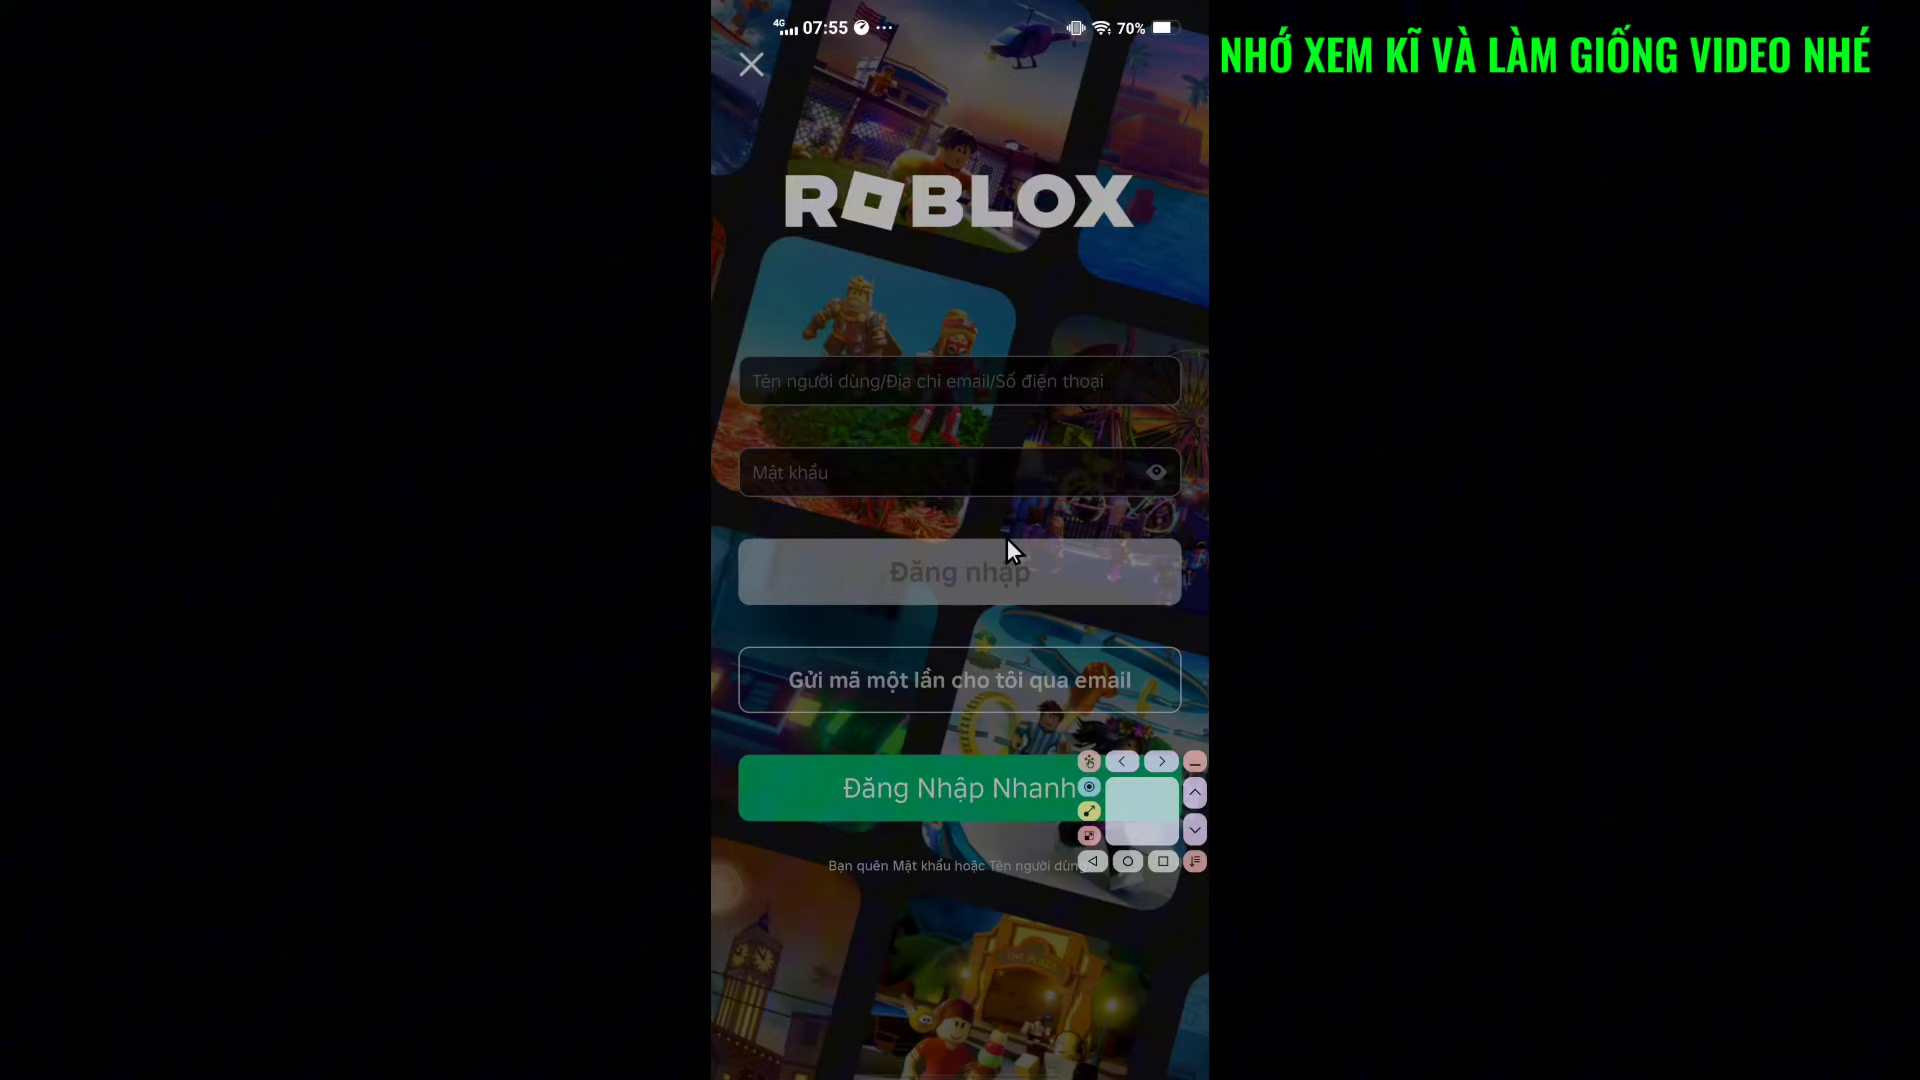 4G 07:55 70%
NHỚ XEM KĨ VÀ LÀM GIỐNG VIDEO NHÉ
ROBLOX
Tên người dùng/Địa chỉ email/Số điện thoại
Mật khẩu
Đăng nhập
Gửi mã một lần cho tôi qua email
Đăng Nhập Nhanh
Bạn quên Mật khẩu hoặc Tên người dùng